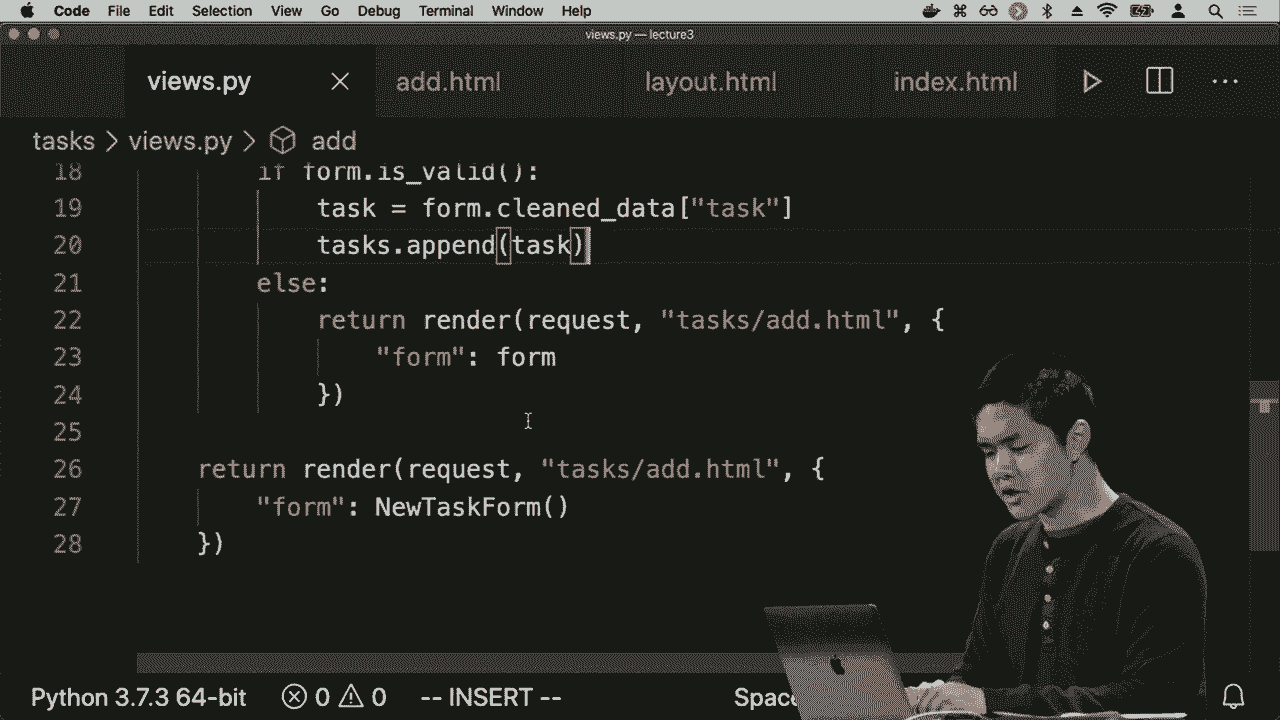 Code File Edit Selection View Go Debug Terminal Window Help
views.py — lecture3
views.py add.html layout.html index.html
tasks > views.py > add
18 if form.is_valid():
19 task = form.cleaned_data["task"]
20 tasks.append(task)
21 else:
22 return render(request, "tasks/add.html", {
23 "form": form
24 })
25
26 return render(request, "tasks/add.html", {
27 "form": NewTaskForm()
28 })
Python 3.7.3 64-bit 0 0 -- INSERT --